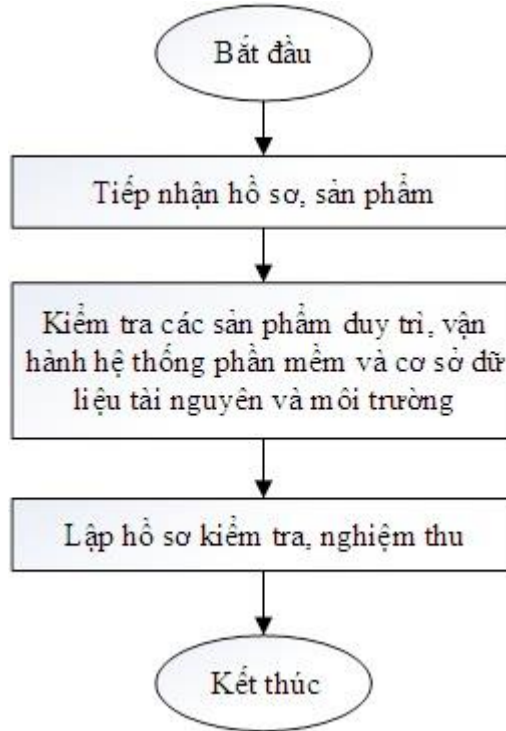 Bắt đầu
Tiếp nhận hồ sơ, sản phẩm
Kiểm tra các sản phẩm duy trì, vận
hành hệ thống phần mềm và cơ sở dữ
liệu tài nguyên và môi trường
Lập hồ sơ kiểm tra, nghiệm thu
Kết thúc